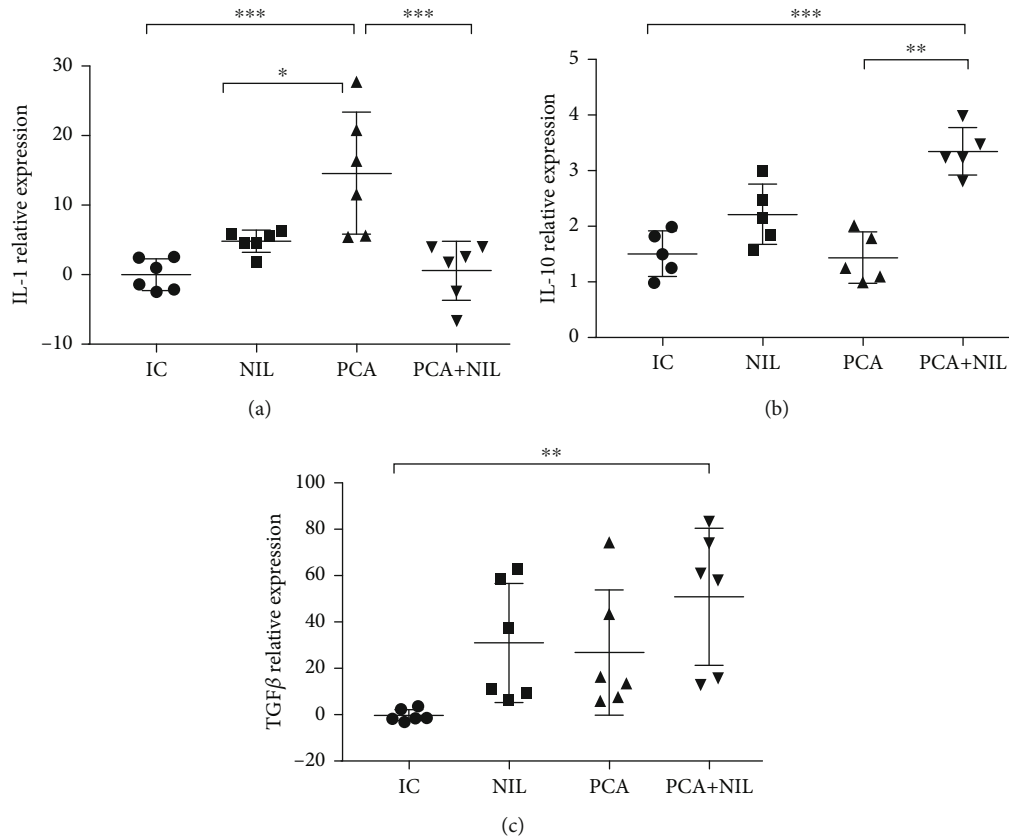 *** ***
*
30
20
10
0
–10
IL-1 relative expression
IC NIL PCA PCA+NIL
(a)
***
**
5
4
3
2
1
0
IL-10 relative expression
IC NIL PCA PCA+NIL
(b)
**
100
80
60
40
20
0
–20
TGFβ relative expression
IC NIL PCA PCA+NIL
(c)